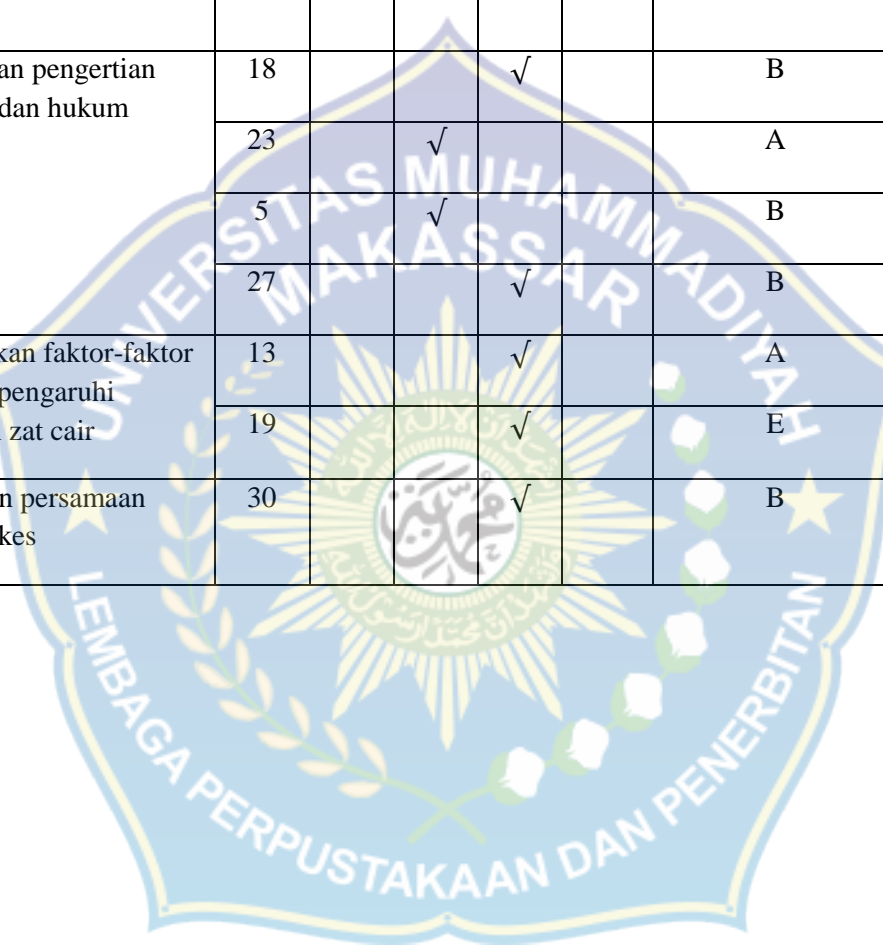 an pengertian 18 √ B
dan hukum
23 √ A
5 √ B
27 √ B
kan faktor-faktor 13 √ A
pengaruhi
zat cair 19 √ E
n persamaan 30 √ B
kes
UNIVERSITAS MUHAMMADIYAH
MAKASSAR
محمد
LEMBAGA PERPUSTAKAAN DAN PENERBITAN